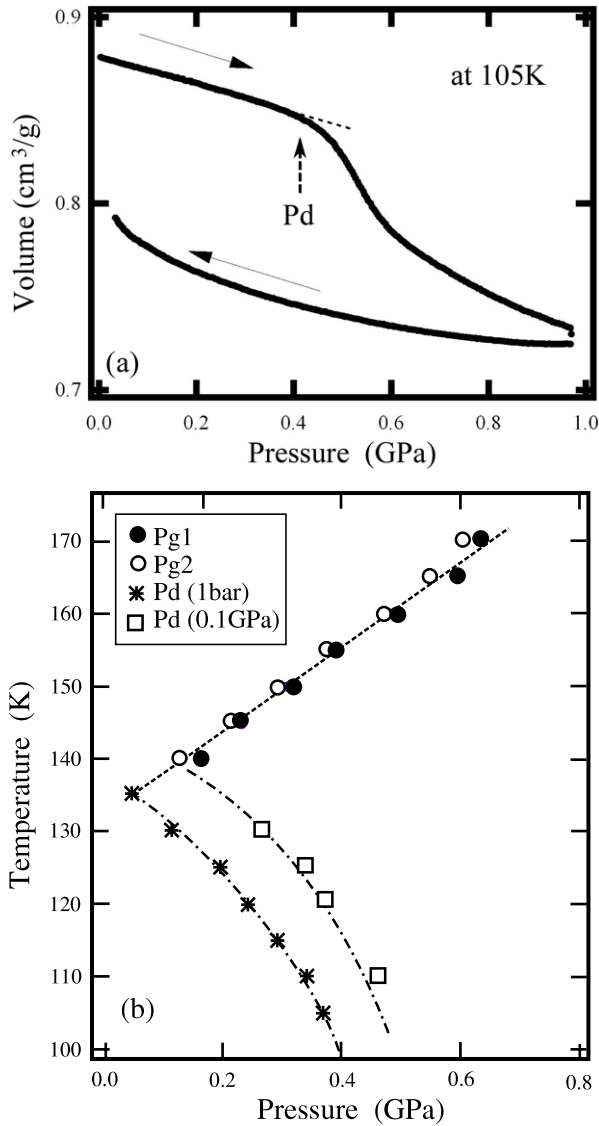 0.9
at 105K
Volume (cm³/g)
0.8
Pd
0.7
(a)
0.0 0.2 0.4 0.6 0.8 1.0
Pressure (GPa)
Pg1
Pg2
Pd (1bar)
Pd (0.1GPa)
170
160
150
140
130
120
110
100
Temperature (K)
(b)
0.0 0.2 0.4 0.6 0.8
Pressure (GPa)